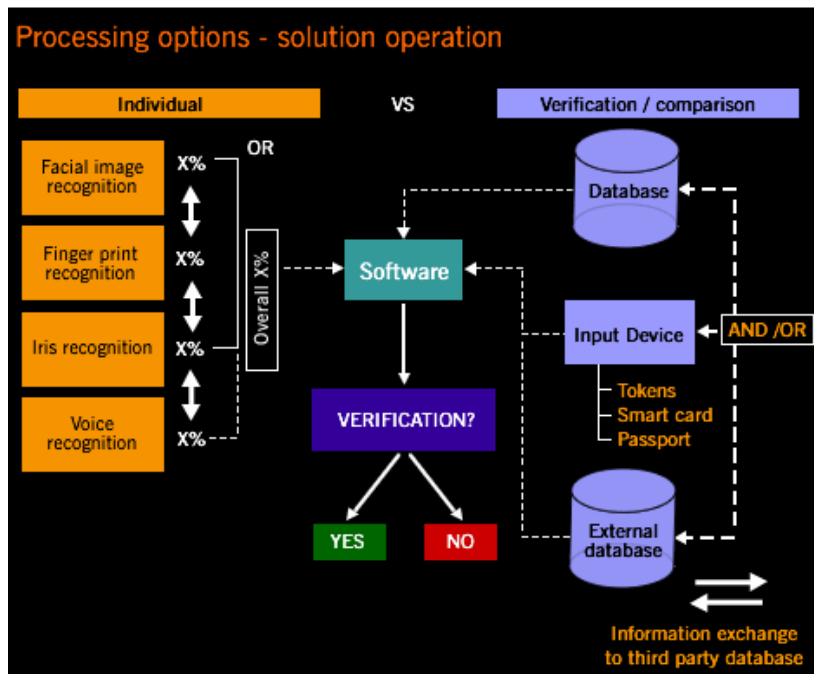 Processing options - solution operation
Individual
VS
Verification / comparison
OR
Facial image
recognition
X%
Finger print
recognition
X%
Iris recognition
X%
Voice
recognition
X%
Overall X%
Software
VERIFICATION?
YES
NO
Database
Input Device
AND /OR
Tokens
Smart card
Passport
External
database
Information exchange
to third party database